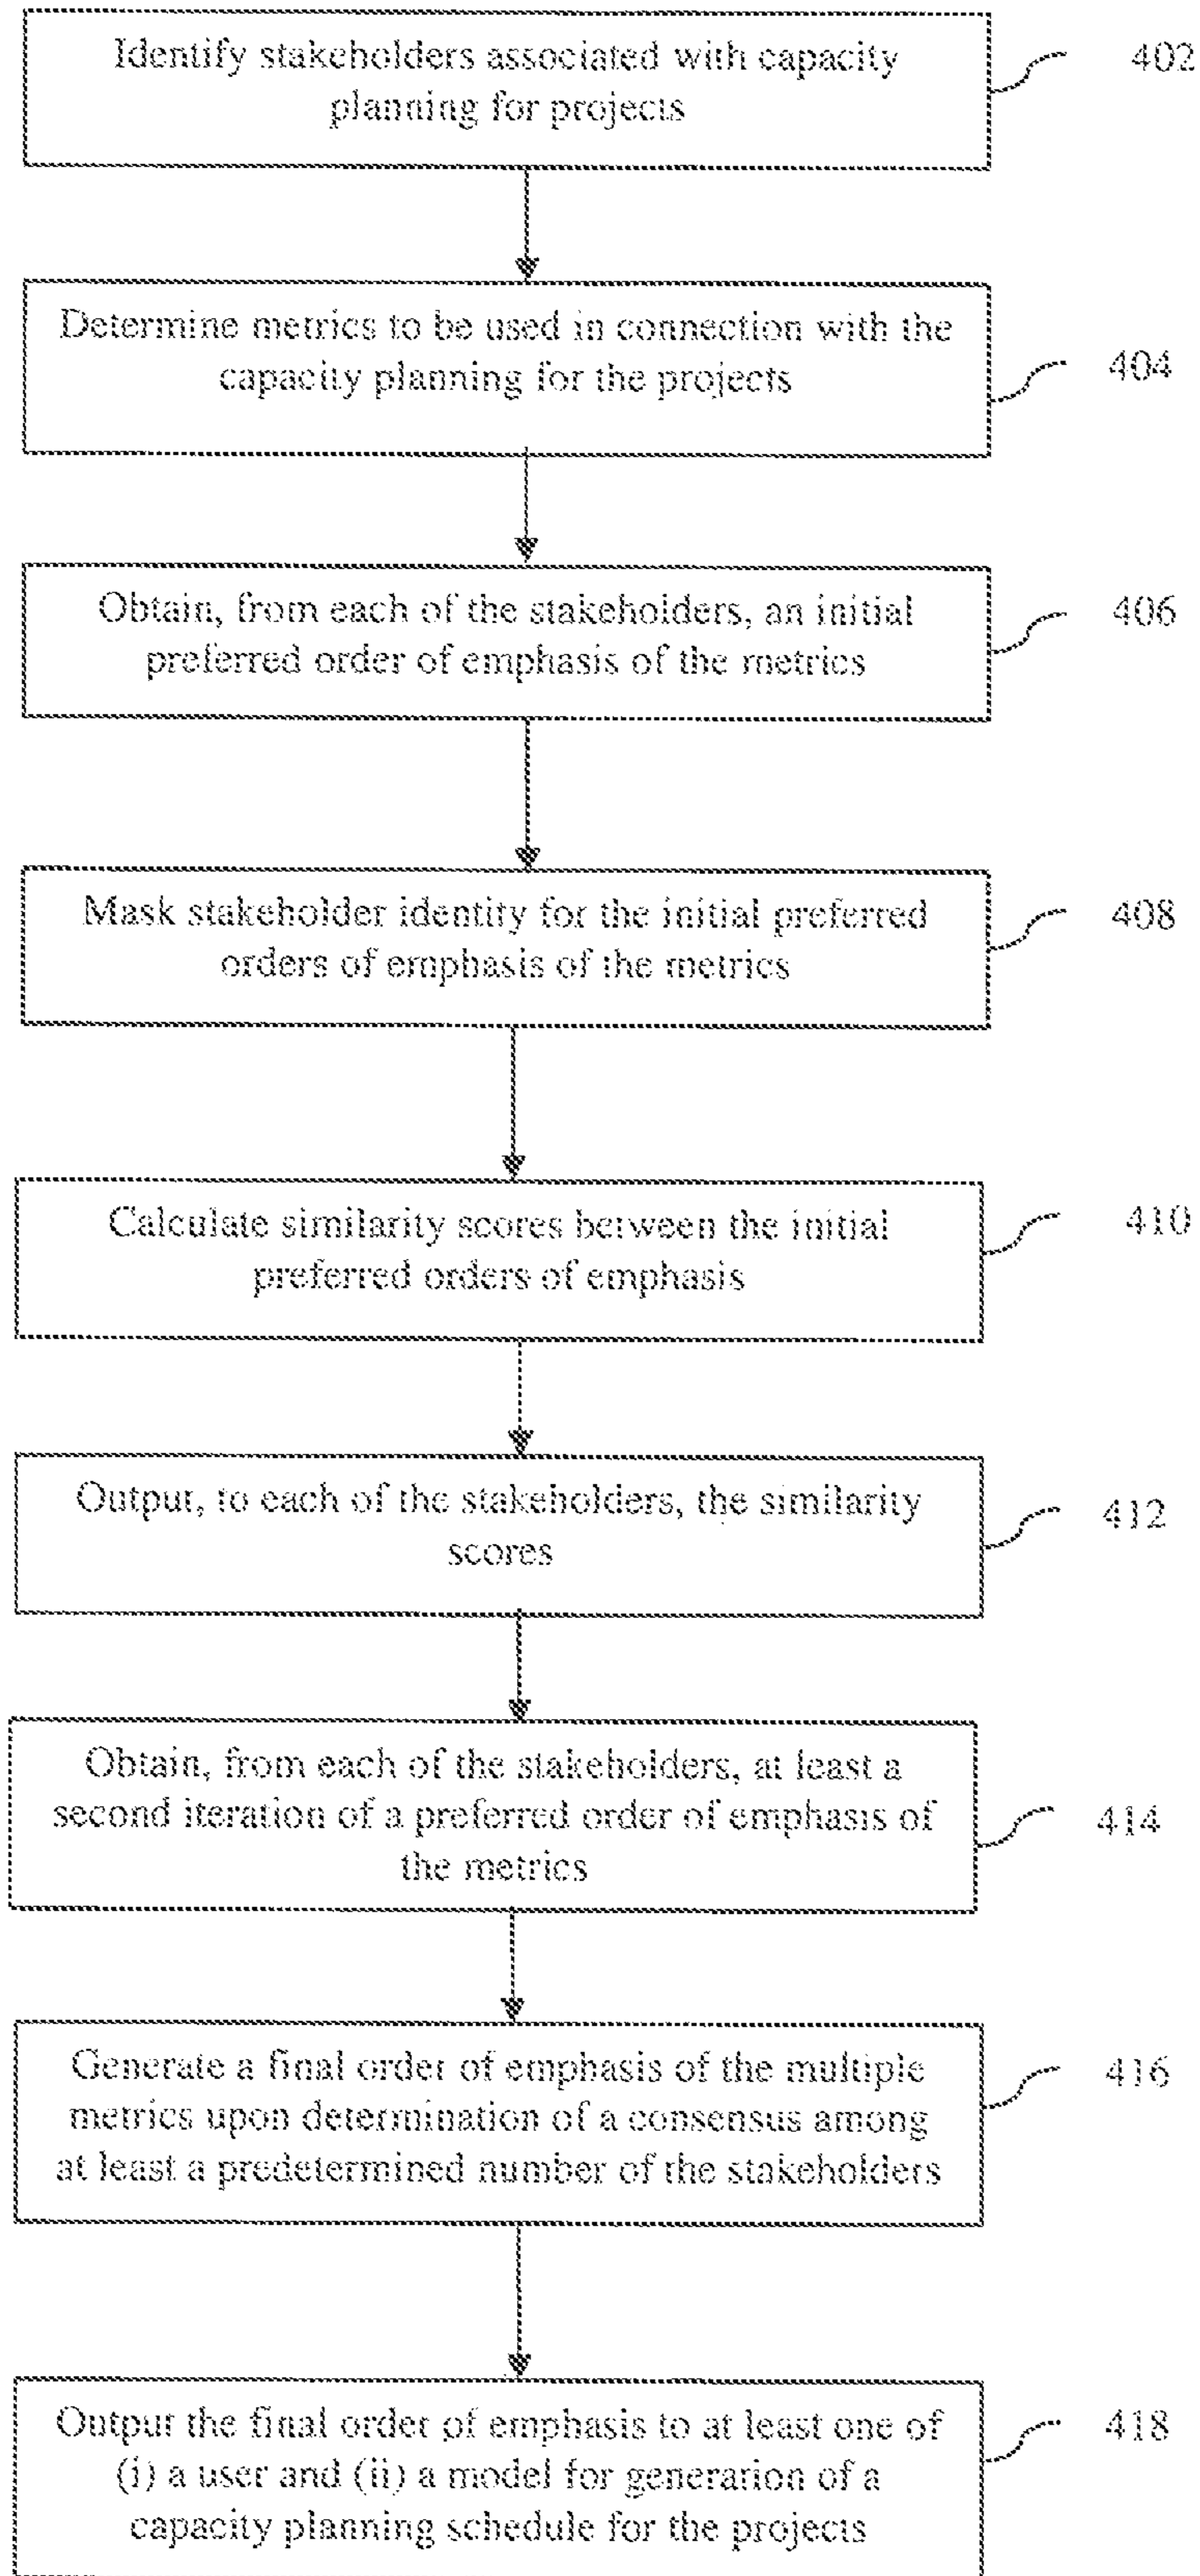 Identify stakeholders associated with capacity
planning for projects
402
Determine metrics to be used in connection with the
capacity planning for the projects
404
Obtain, from each of the stakeholders, an initial
preferred order of emphasis of the metrics
406
Mask stakeholder identity for the initial preferred
orders of emphasis of the metrics
408
Calculate similarity scores between the initial
preferred orders of emphasis
410
Output, to each of the stakeholders, the similarity
scores
412
Obtain, from each of the stakeholders, at least a
second iteration of a preferred order of emphasis of
the metrics
414
Generate a final order of emphasis of the multiple
metrics upon determination of a consensus among
at least a predetermined number of the stakeholders
416
Output the final order of emphasis to at least one of
(i) a user and (ii) a model for generation of a
capacity planning schedule for the projects
418